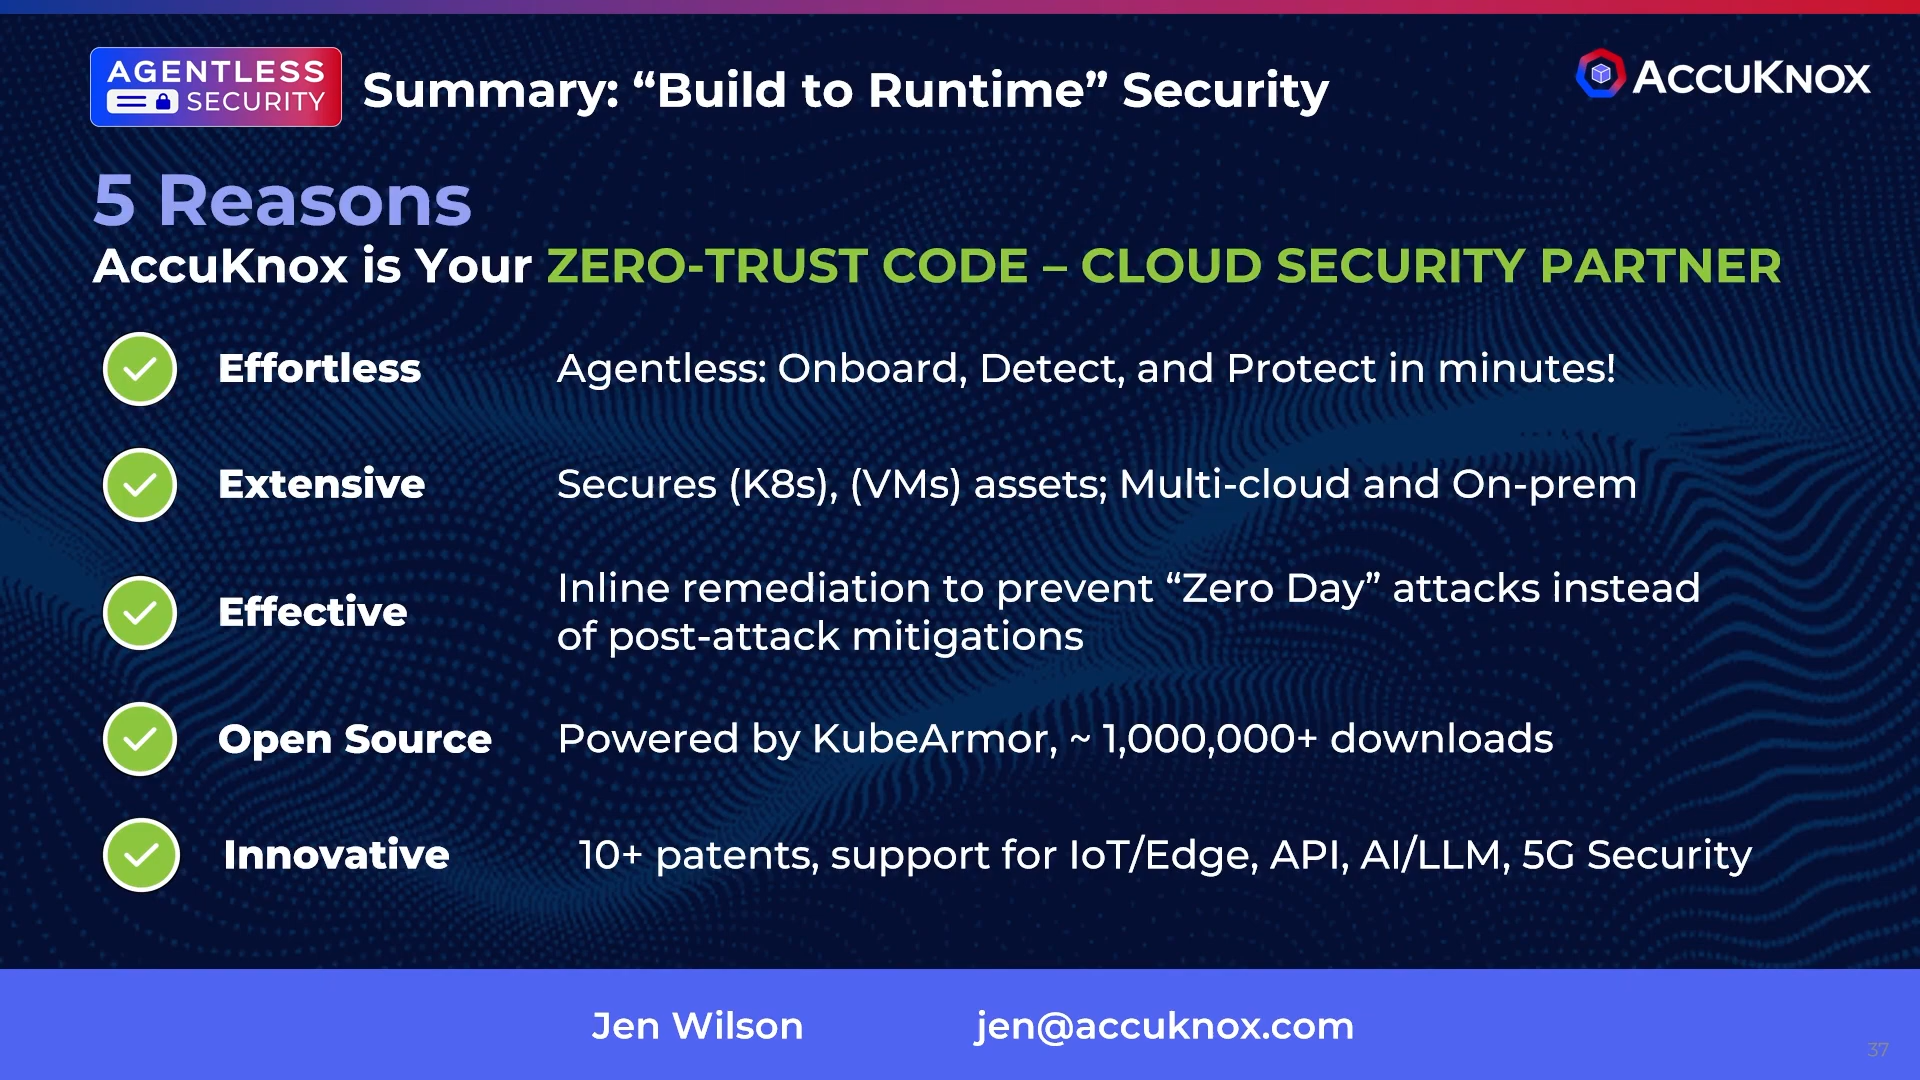 AGENTLESS
SECURITY
Summary: “Build to Runtime” Security
ACCUKNOX
5 Reasons
AccuKnox is Your ZERO-TRUST CODE – CLOUD SECURITY PARTNER
Effortless Agentless: Onboard, Detect, and Protect in minutes!
Extensive Secures (K8s), (VMs) assets; Multi-cloud and On-prem
Effective Inline remediation to prevent “Zero Day” attacks instead
of post-attack mitigations
Open Source Powered by KubeArmor, ~ 1,000,000+ downloads
Innovative 10+ patents, support for IoT/Edge, API, AI/LLM, 5G Security
Jen Wilson jen@accuknox.com
37